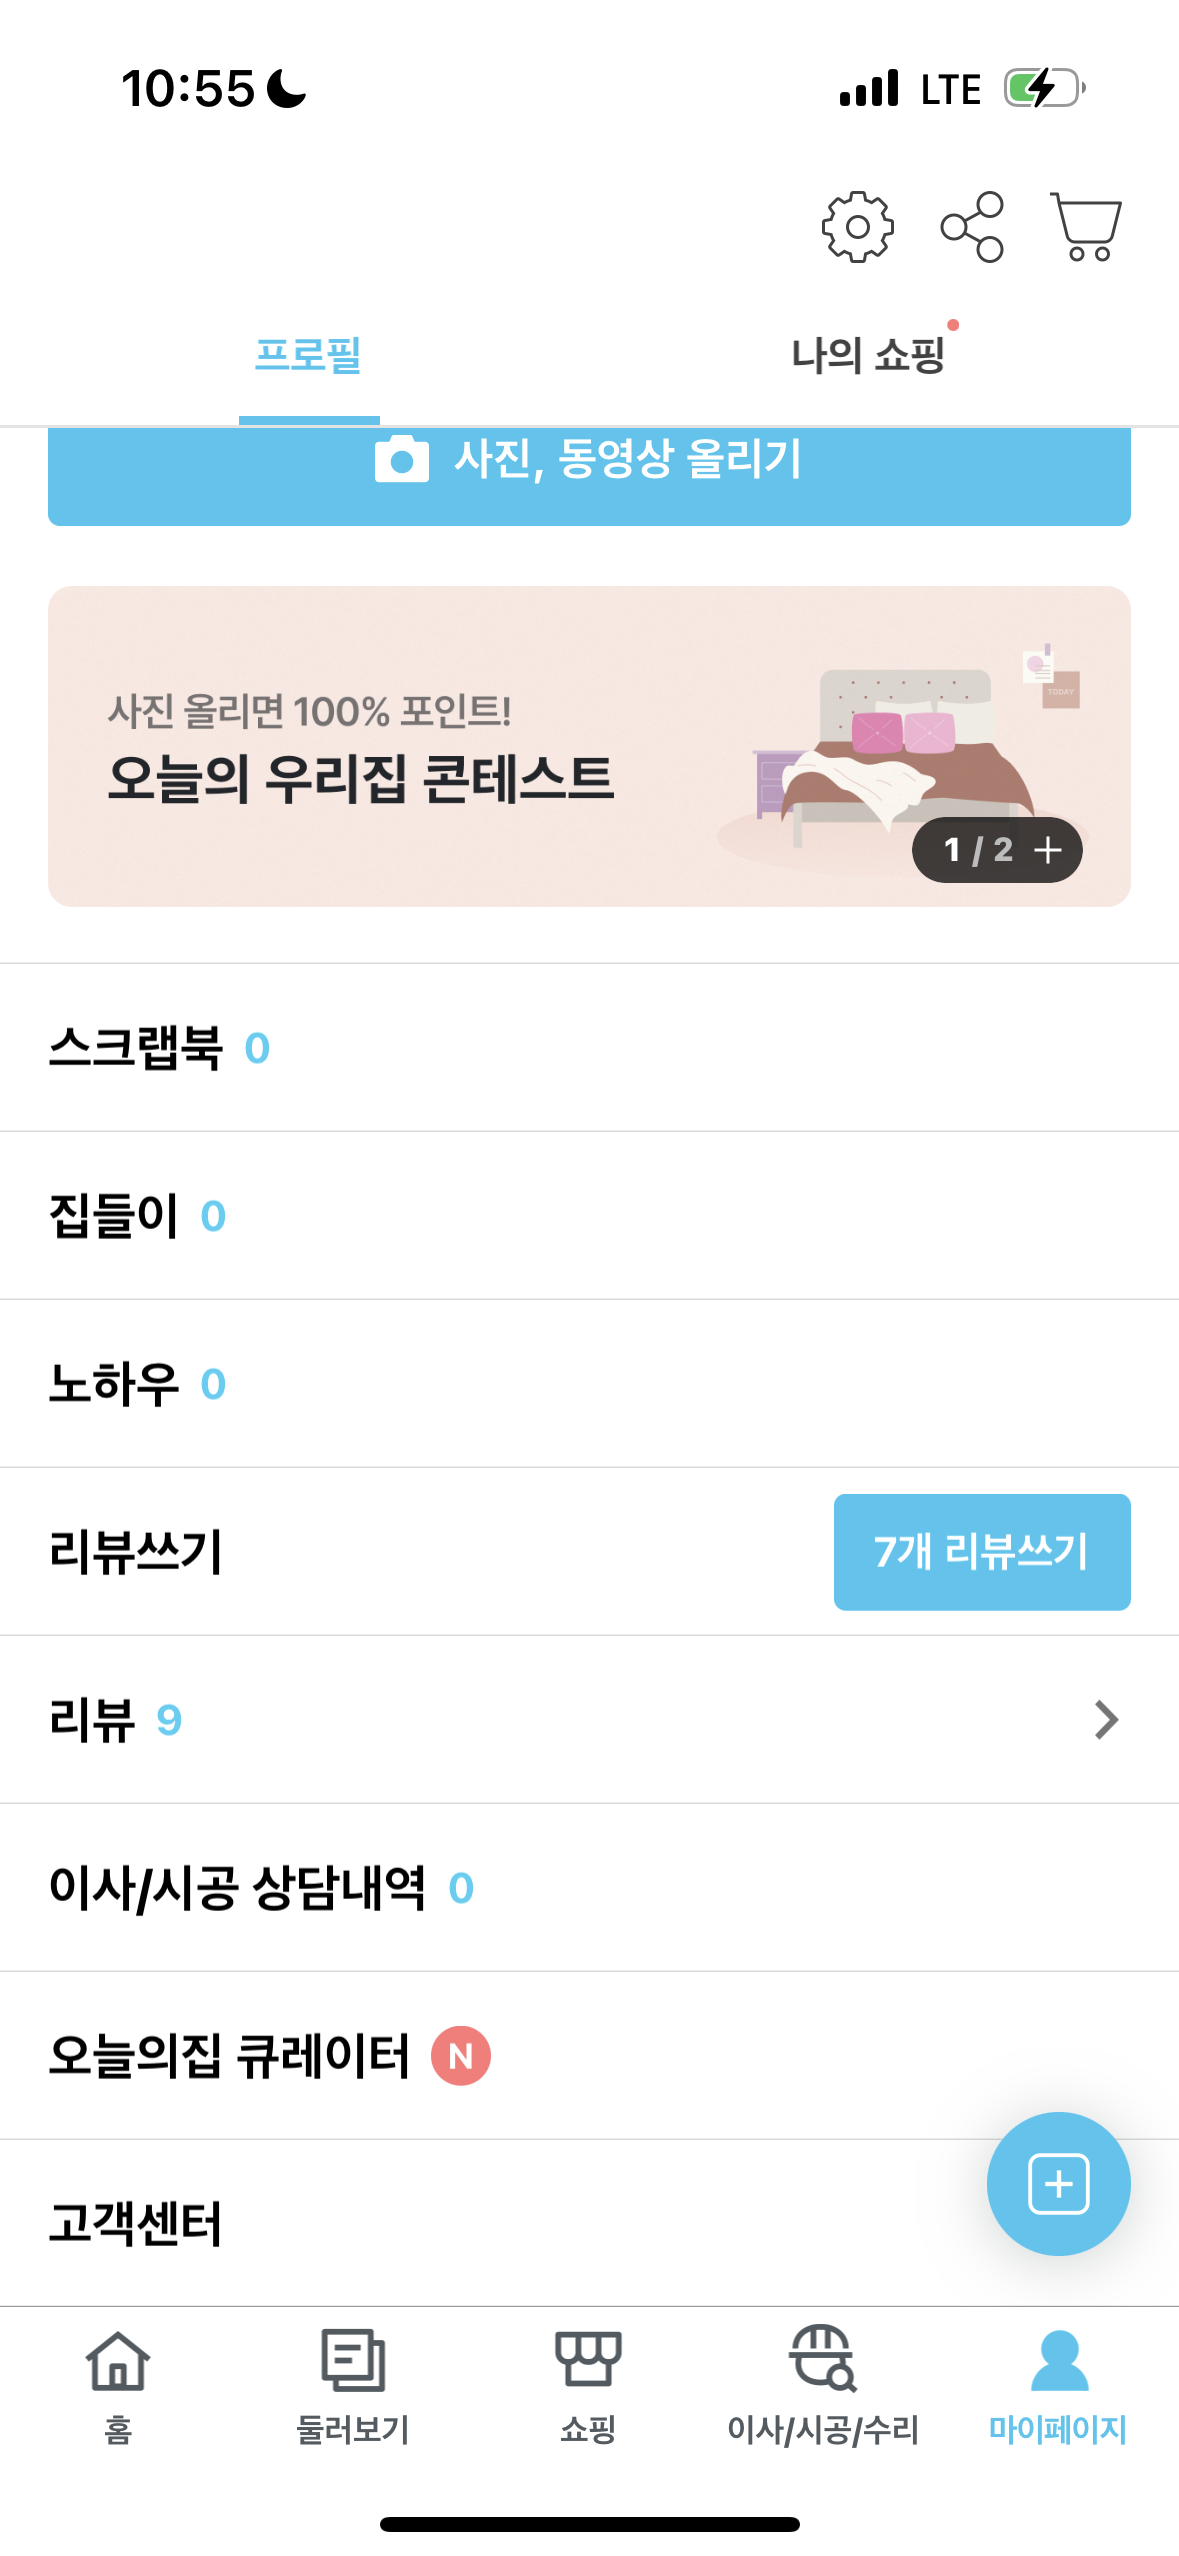 10:55
LTE
프로필
나의 쇼핑
사진, 동영상 올리기
사진 올리면 100% 포인트!
오늘의 우리집 콘테스트
TODAY
1 / 2 +
스크랩북 0
집들이 0
노하우 0
리뷰쓰기
7개 리뷰쓰기
리뷰 9
이사/시공 상담내역 0
오늘의집 큐레이터 N
고객센터
홈
둘러보기
쇼핑
이사/시공/수리
마이페이지